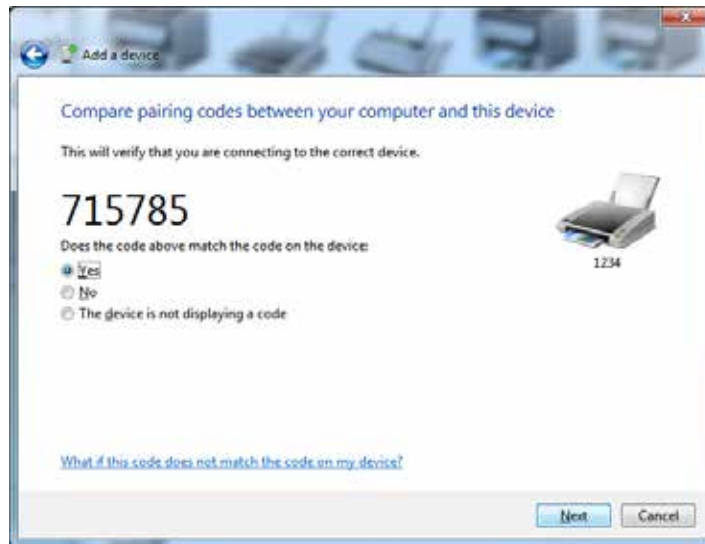 Add a device
Compare pairing codes between your computer and this device
This will verify that you are connecting to the correct device.
715785
Does the code above match the code on the device:
Yes
No
The device is not displaying a code
1234
What if this code does not match the code on my device?
Next Cancel